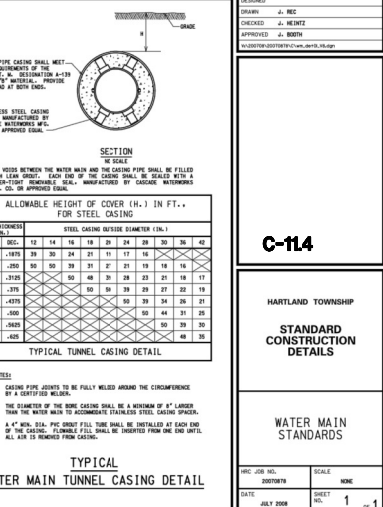 GRADE
H
PIPE CASING SHALL MEET
REQUIREMENTS OF THE
T. M. DESIGNATION A-139
"B" MATERIAL. PROVIDE
AD AT BOTH ENDS.
ESS STEEL CASING
MANUFACTURED BY
WATERWORKS MFG.
APPROVED EQUAL
SECTION
NO SCALE
VOIDS BETWEEN THE WATER MAIN AND THE CASING PIPE SHALL BE FILLED
LEAN GROUT. EACH END OF THE CASING SHALL BE SEALED WITH A
ER-TIGHT REMOVABLE SEAL, MANUFACTURED BY CASCADE WATERWORKS
CO. OR APPROVED EQUAL
ALLOWABLE HEIGHT OF COVER (H.) IN FT.,
FOR STEEL CASING
ICKNESS STEEL CASING OUTSIDE DIAMETER (IN.)
DEC. 12 14 16 18 20 24 28 30 36 42
.1875 39 30 24 21 11 17 16
.250 50 50 39 31 21 19 18 16
.3125 50 48 28 23 21 18 17
.375 50 39 29 27 22 19
.4375 50 39 34 26 21
.500 50 44 31 25
.5625 50 39 30
.625 48 35
TYPICAL TUNNEL CASING DETAIL
TES:
CASING PIPE JOINTS TO BE FULLY WELDED AROUND THE CIRCUMFERENCE
BY A CERTIFIED WELDER.
THE DIAMETER OF THE BORE CASING SHALL BE A MINIMUM OF 8" LARGER
THAN THE WATER MAIN TO ACCOMMODATE STAINLESS STEEL CASING SPACER.
A 4" MIN. DIA. PVC GROUT FILL TUBE SHALL BE INSTALLED AT EACH END
OF THE CASING. FLOWABLE FILL SHALL BE INSERTED FROM ONE END UNTIL
ALL AIR IS REMOVED FROM CASING.
TYPICAL
TER MAIN TUNNEL CASING DETAIL
DESIGNED
DRAWN J. REC
CHECKED J. HEINTZ
APPROVED J. BOOTH
C-11.4
HARTLAND TOWNSHIP
STANDARD
CONSTRUCTION
DETAILS
WATER MAIN
STANDARDS
HRC JOB NO. SCALE
20070878 NONE
DATE SHEET
JULY 2008 NO. 1 OF 1